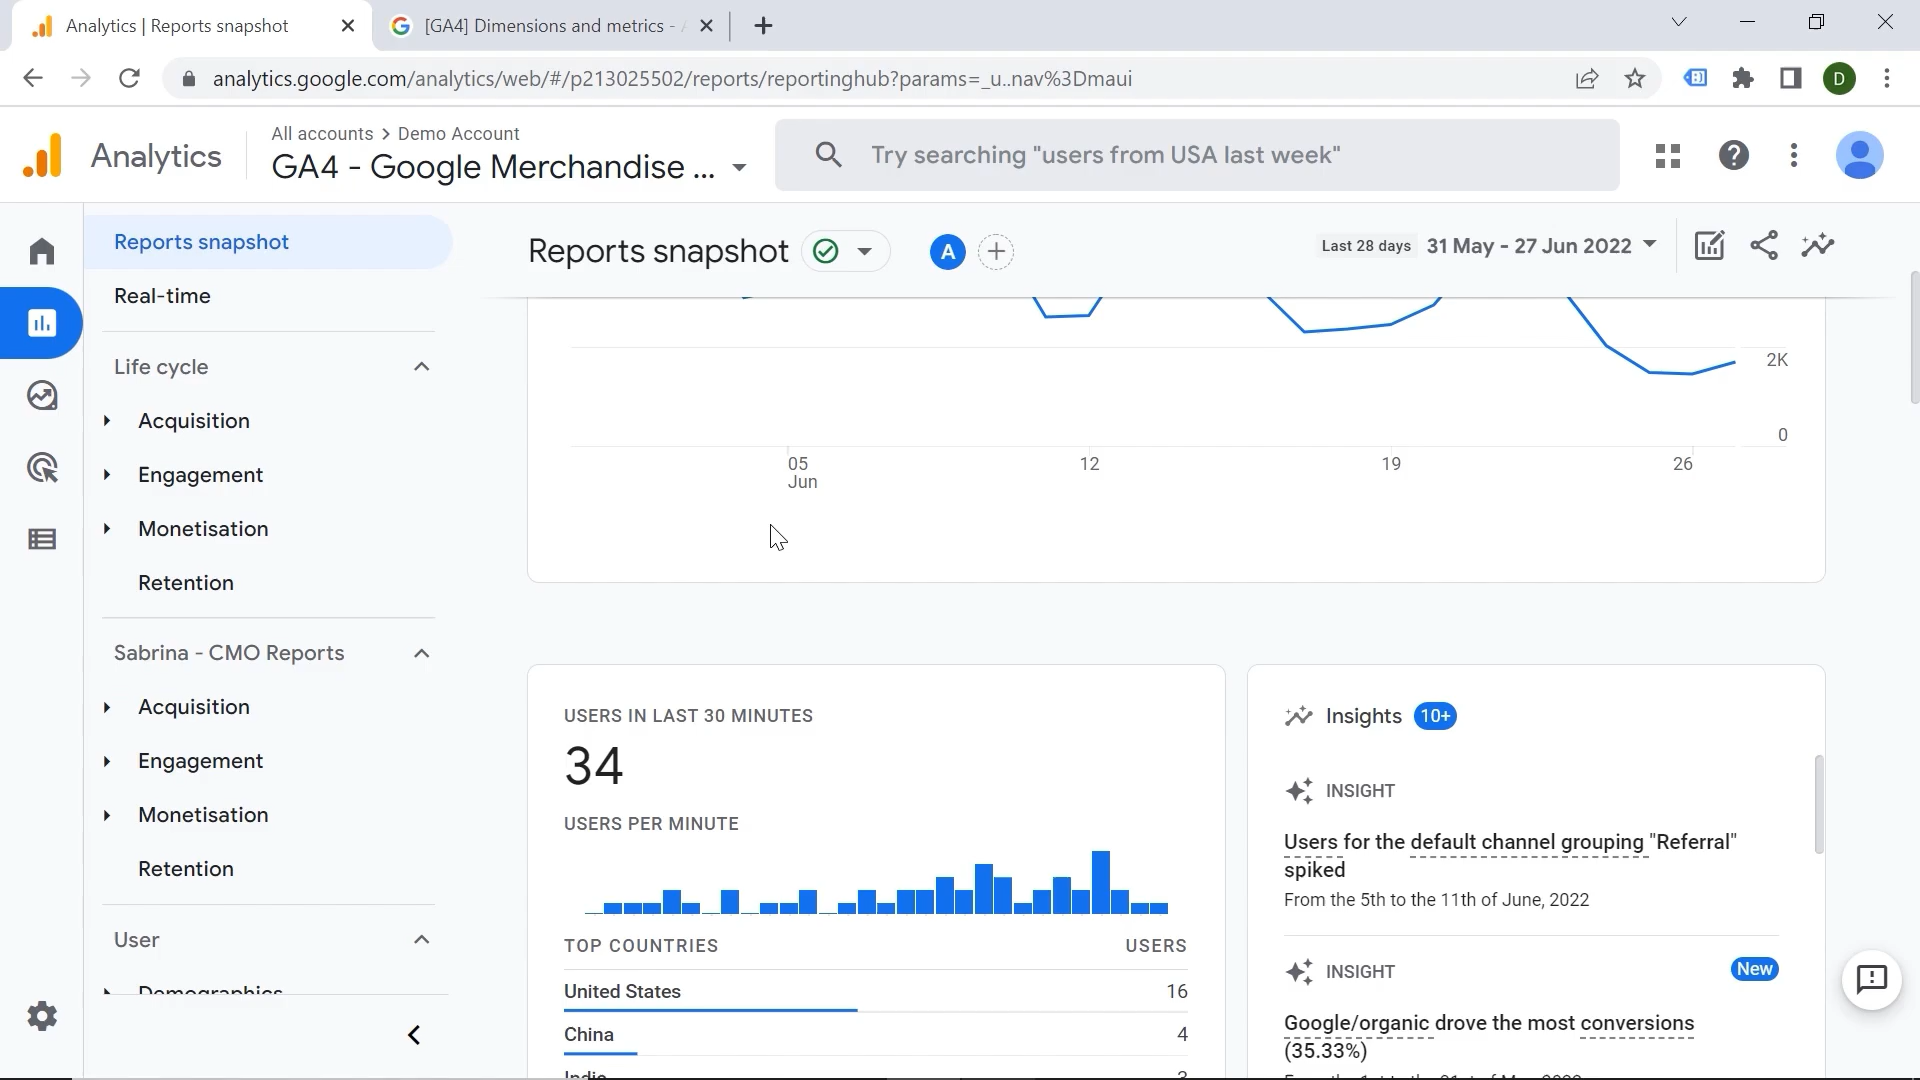 Analytics | Reports snapshot
[GA4] Dimensions and metrics -
analytics.google.com/analytics/web/#/p213025502/reports/reportinghub?params=_u..nav%3Dmaui
D
Analytics
All accounts > Demo Account
GA4 - Google Merchandise ...
Try searching "users from USA last week"
Reports snapshot
Real-time
Life cycle
Acquisition
Engagement
Monetisation
Retention
Sabrina - CMO Reports
Acquisition
Engagement
Monetisation
Retention
User
Demographics
Reports snapshot
A
Last 28 days 31 May - 27 Jun 2022
2K
0
05
Jun
12
19
26
USERS IN LAST 30 MINUTES
34
USERS PER MINUTE
TOP COUNTRIES USERS
United States 16
China 4
India 3
Insights 10+
INSIGHT
Users for the default channel grouping "Referral"
spiked
From the 5th to the 11th of June, 2022
INSIGHT
New
Google/organic drove the most conversions
(35.33%)